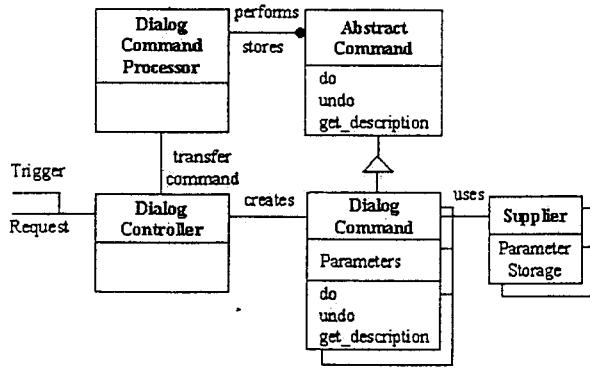 Dialog
Command
Processor
performs
stores
Abstract
Command
do
undo
get_description
transfer
command
Trigger
Request
Dialog
Controller
creates
Dialog
Command
Parameters
do
undo
get_description
uses
Supplier
Parameter
Storage